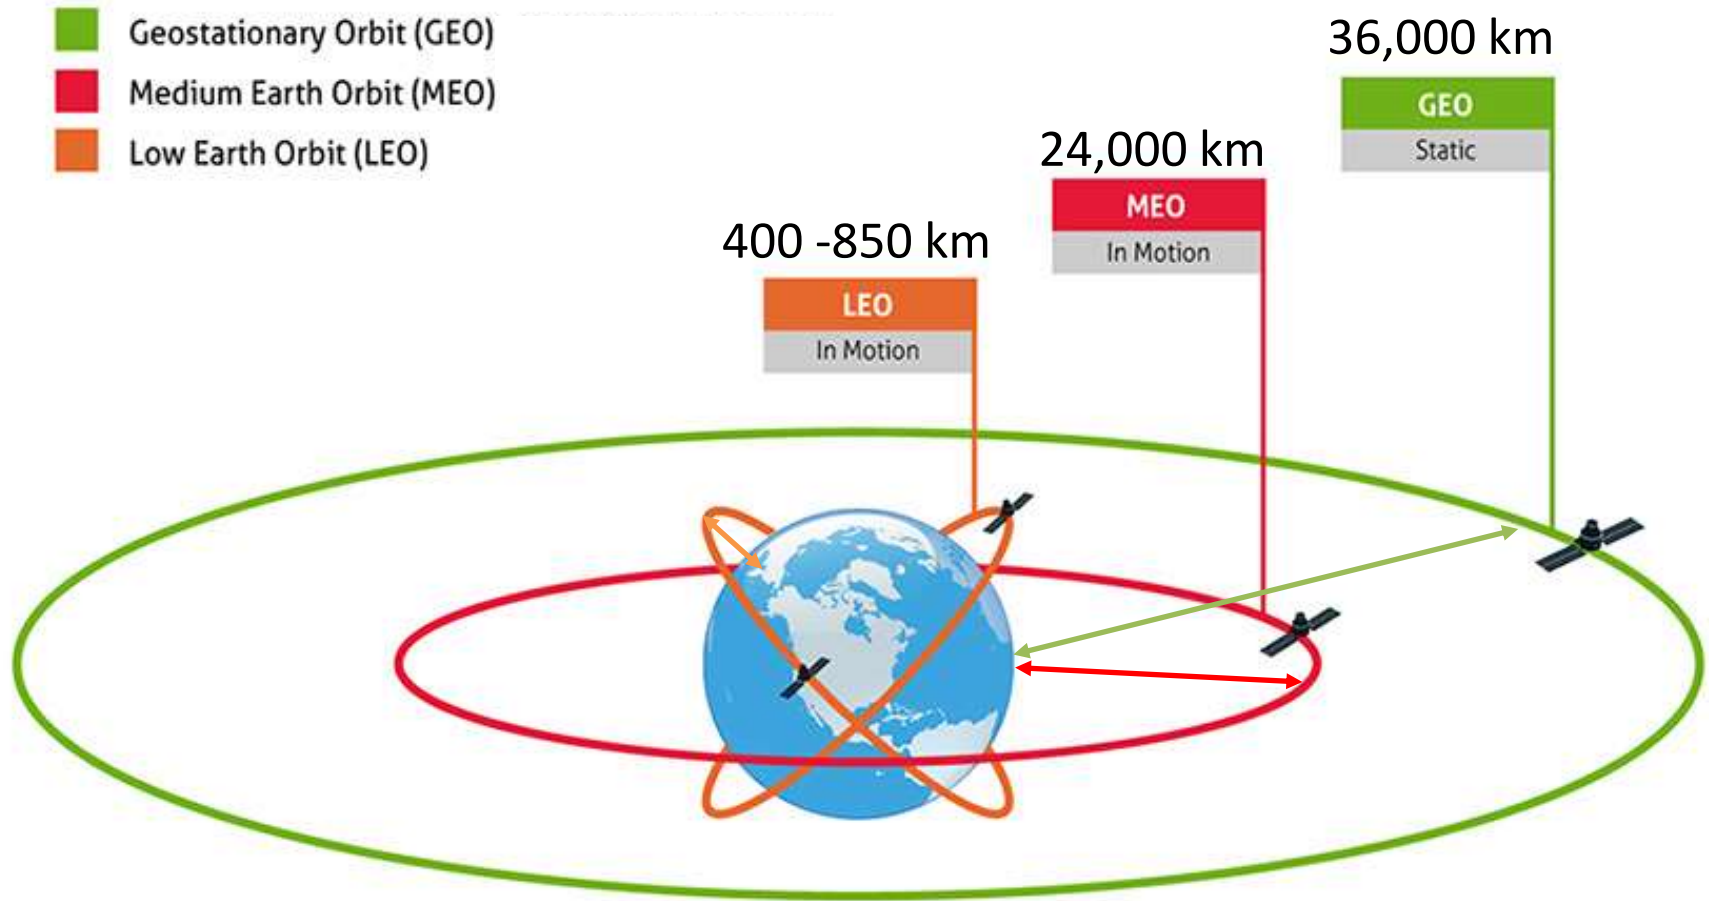 Geostationary Orbit (GEO)
Medium Earth Orbit (MEO)
Low Earth Orbit (LEO)
36,000 km
GEO
Static
24,000 km
MEO
In Motion
400 -850 km
LEO
In Motion